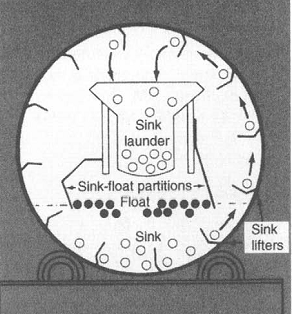 Sink
launder
Sink-float partitions
Float
Sink
Sink
lifters